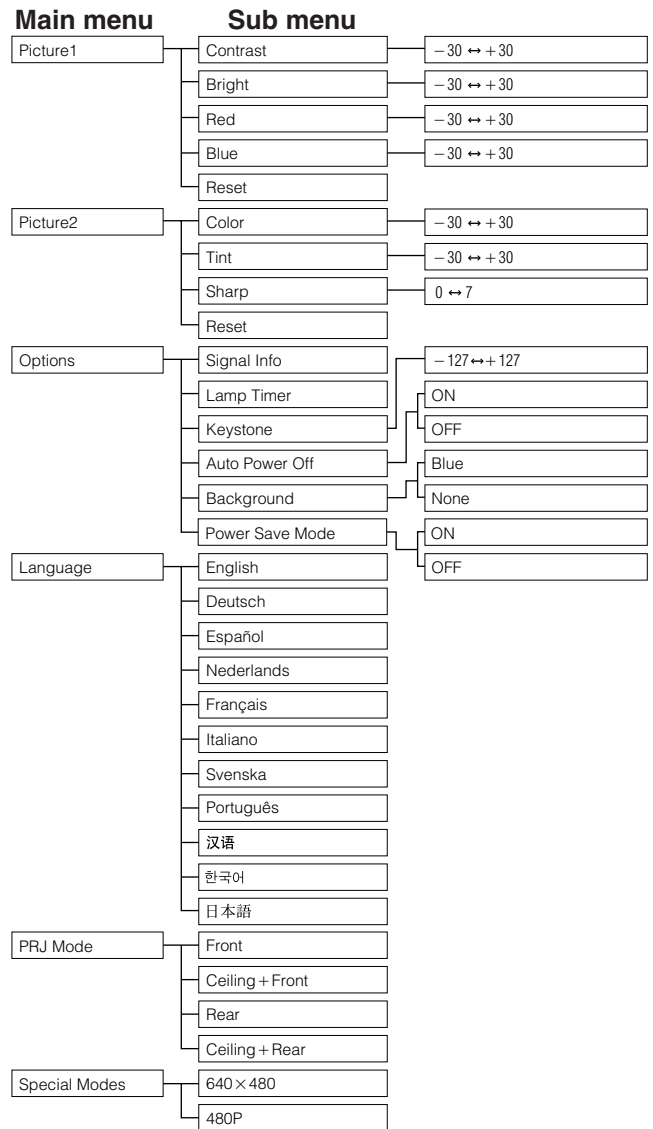 Main menu Sub menu
Picture1 Contrast −30 ↔ +30
Bright −30 ↔ +30
Red −30 ↔ +30
Blue −30 ↔ +30
Reset
Picture2 Color −30 ↔ +30
Tint −30 ↔ +30
Sharp 0 ↔ 7
Reset
Options Signal Info −127↔+127
Lamp Timer ON
Keystone OFF
Auto Power Off Blue
Background None
Power Save Mode ON
Language English OFF
Deutsch
Español
Nederlands
Français
Italiano
Svenska
Português
汉语
한국어
日本語
PRJ Mode Front
Ceiling+Front
Rear
Ceiling+Rear
Special Modes 640×480
480P